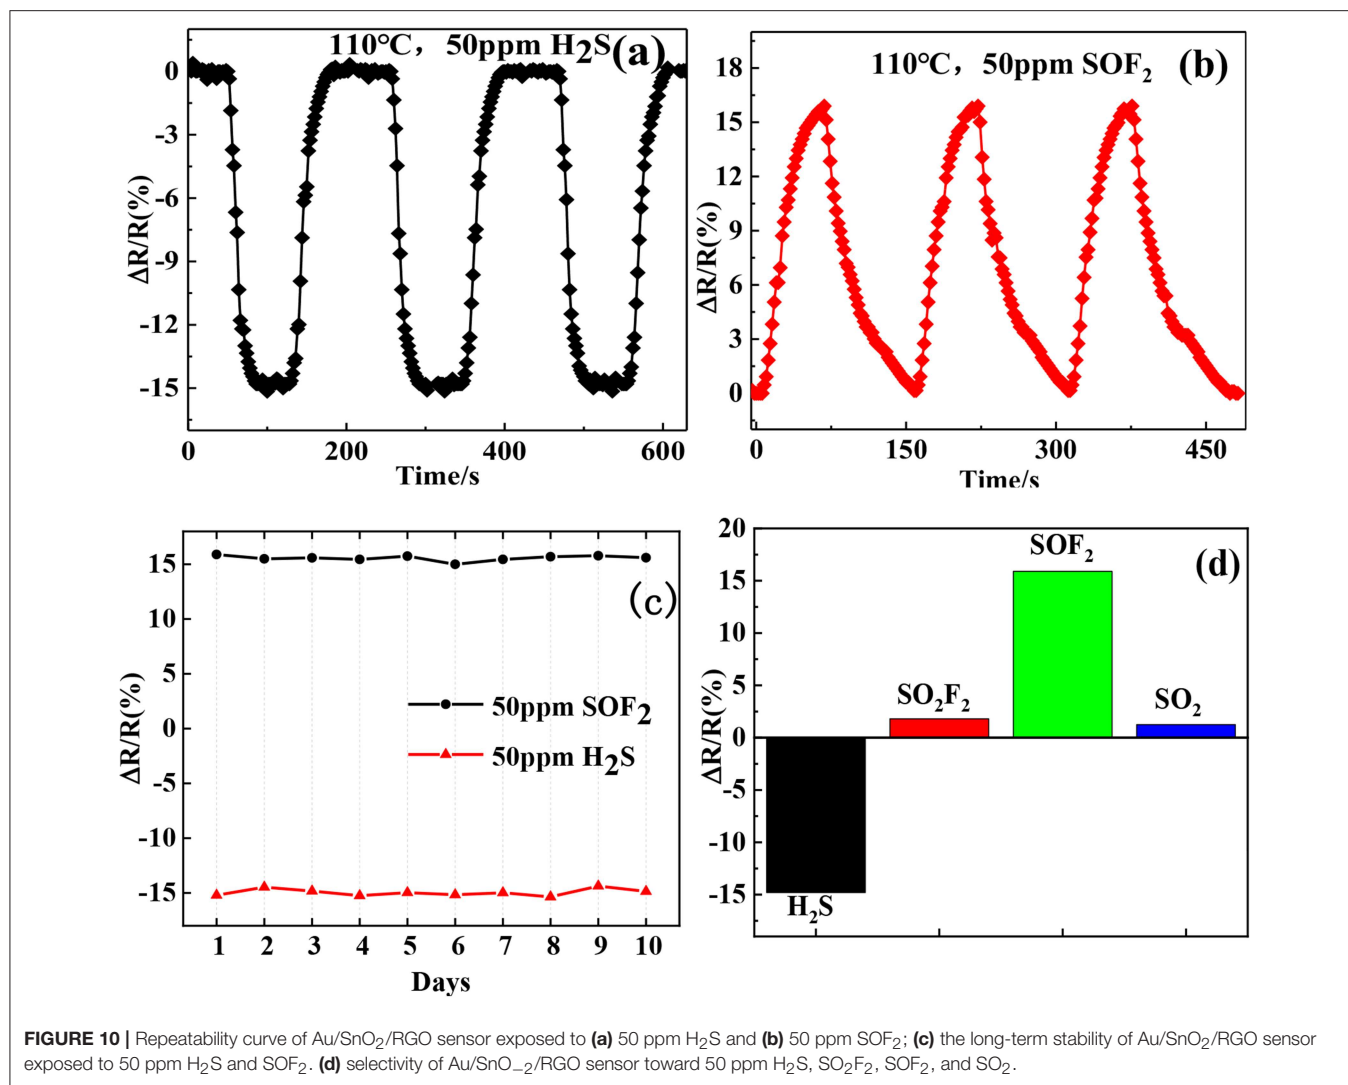 110°C, 50ppm H₂S (a)
0
-3
-6
-9
-12
-15
ΔR/R(%)
0 200 400 600
Time/s
110°C, 50ppm SOF₂ (b)
18
15
12
9
6
3
0
ΔR/R(%)
0 150 300 450
Time/s
(c)
15
10
5
0
-5
-10
-15
ΔR/R(%)
50ppm SOF₂
50ppm H₂S
1 2 3 4 5 6 7 8 9 10
Days
(d)
20
15
10
5
0
-5
-10
-15
ΔR/R(%)
SOF₂
SO₂F₂
SO₂
H₂S
FIGURE 10 | Repeatability curve of Au/SnO₂/RGO sensor exposed to (a) 50 ppm H₂S and (b) 50 ppm SOF₂; (c) the long-term stability of Au/SnO₂/RGO sensor
exposed to 50 ppm H₂S and SOF₂. (d) selectivity of Au/SnO₋₂/RGO sensor toward 50 ppm H₂S, SO₂F₂, SOF₂, and SO₂.